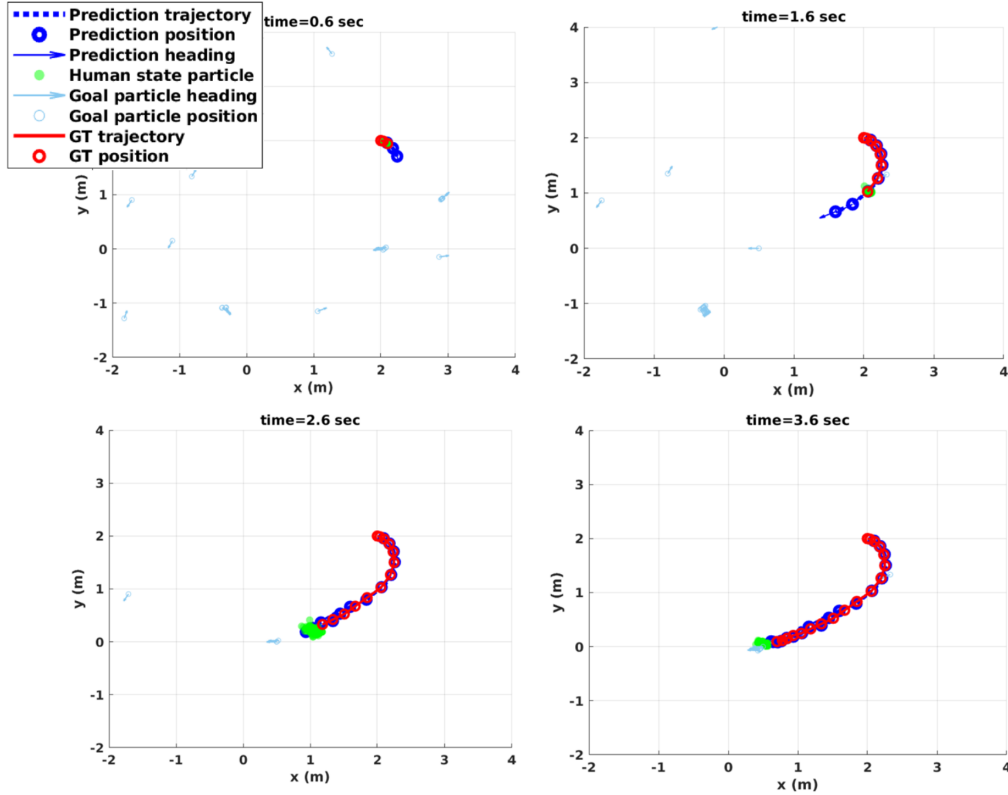 Prediction trajectory
Prediction position
Prediction heading
Human state particle
Goal particle heading
Goal particle position
GT trajectory
GT position
time=0.6 sec
y (m)
1
0
-1
-2
-2 -1 0 1 2 3 4
x (m)
time=1.6 sec
4
3
2
1
0
-1
-2
y (m)
-2 -1 0 1 2 3 4
x (m)
time=2.6 sec
4
3
2
1
0
-1
-2
y (m)
-2 -1 0 1 2 3 4
x (m)
time=3.6 sec
4
3
2
1
0
-1
-2
y (m)
-2 -1 0 1 2 3 4
x (m)